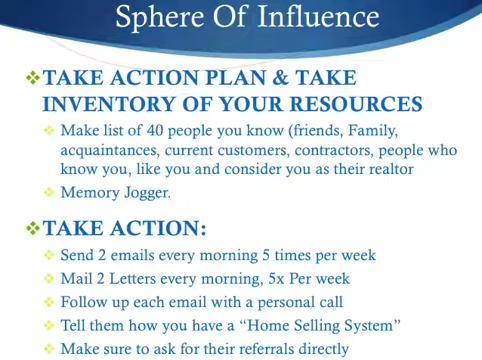 Sphere Of Influence
TAKE ACTION PLAN & TAKE
INVENTORY OF YOUR RESOURCES
Make list of 40 people you know (friends, Family,
acquaintances, current customers, contractors, people who
know you, like you and consider you as their realtor
Memory Jogger.
TAKE ACTION:
Send 2 emails every morning 5 times per week
Mail 2 Letters every morning, 5x Per week
Follow up each email with a personal call
Tell them how you have a “Home Selling System”
Make sure to ask for their referrals directly